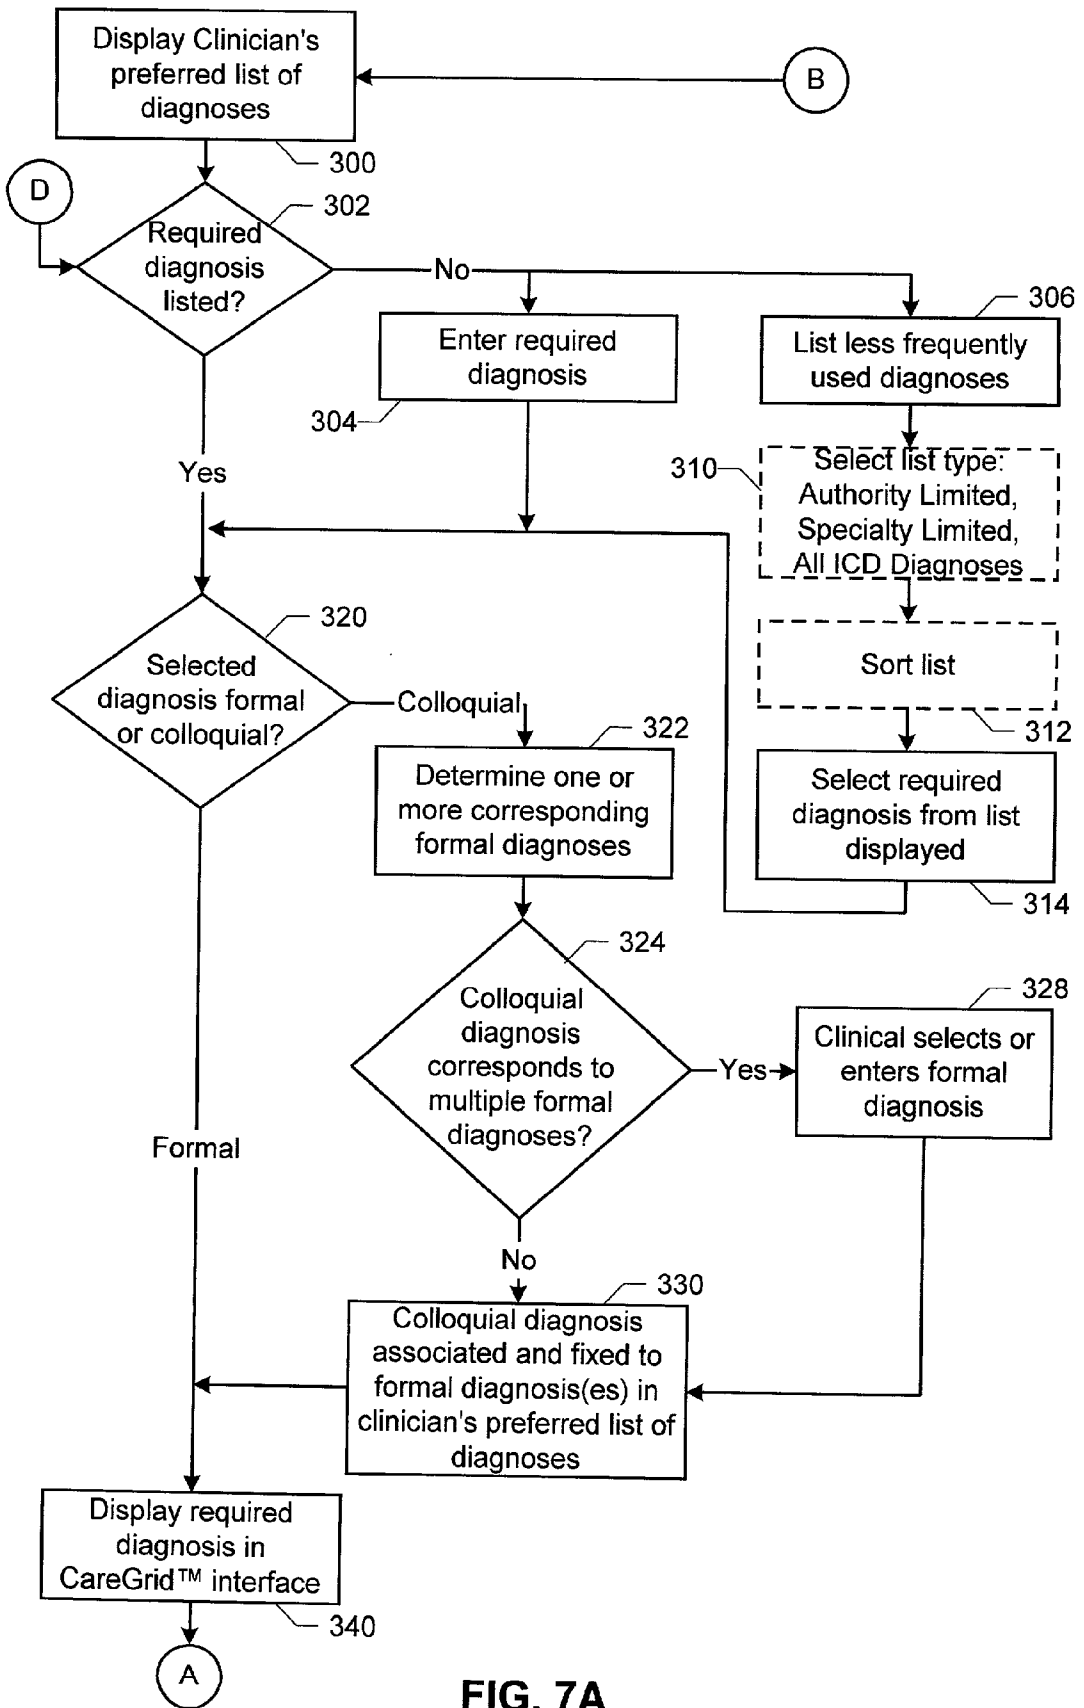 Display Clinician's
preferred list of
diagnoses
B
300
D
302
Required
diagnosis
listed?
No
306
Enter required
diagnosis
List less frequently
used diagnoses
304
Yes
310
Select list type:
Authority Limited,
Specialty Limited,
All ICD Diagnoses
320
Sort list
Selected
diagnosis formal
or colloquial?
Colloquial
322
312
Determine one or
more corresponding
formal diagnoses
Select required
diagnosis from list
displayed
314
324
328
Colloquial
diagnosis
corresponds to
multiple formal
diagnoses?
Yes
Clinical selects or
enters formal
diagnosis
Formal
No
330
Colloquial diagnosis
associated and fixed to
formal diagnosis(es) in
clinician's preferred list of
diagnoses
Display required
diagnosis in
CareGrid™ interface
340
A
FIG. 7A